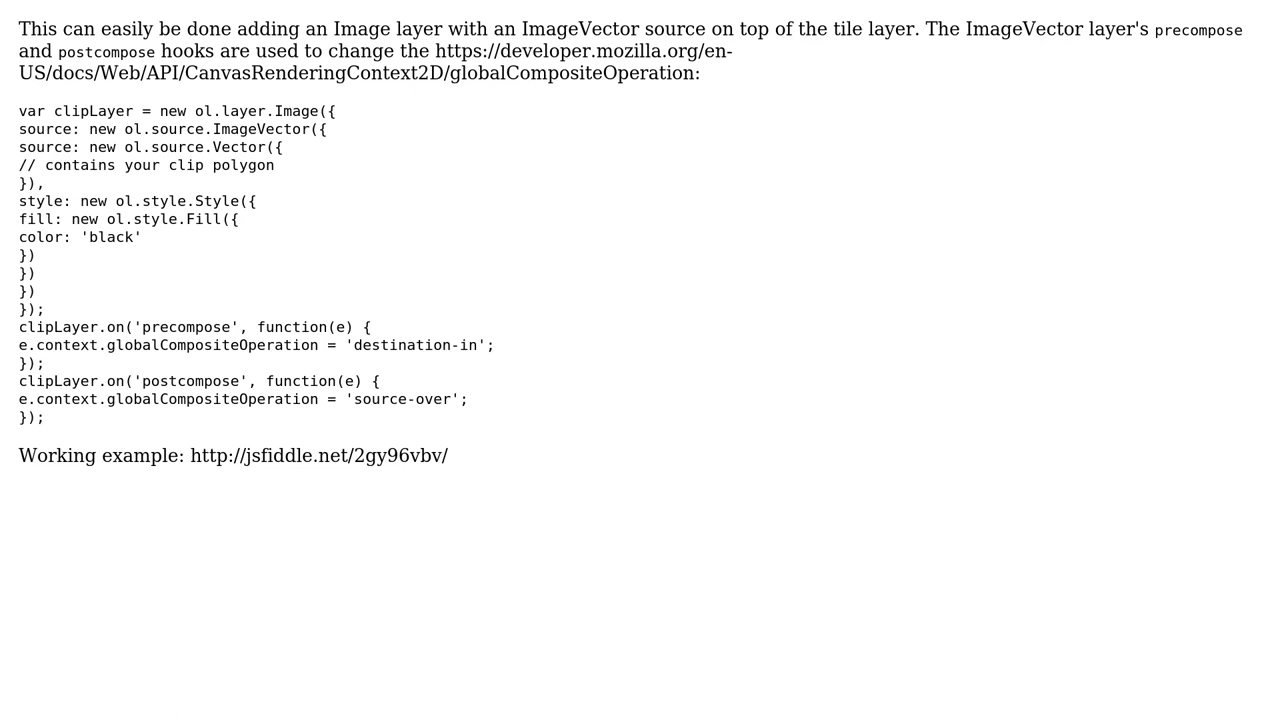 This can easily be done adding an Image layer with an ImageVector source on top of the tile layer. The ImageVector layer's precompose
and postcompose hooks are used to change the https://developer.mozilla.org/en-
US/docs/Web/API/CanvasRenderingContext2D/globalCompositeOperation:
var clipLayer = new ol.layer.Image({
source: new ol.source.ImageVector({
source: new ol.source.Vector({
// contains your clip polygon
}),
style: new ol.style.Style({
fill: new ol.style.Fill({
color: 'black'
})
})
})
});
clipLayer.on('precompose', function(e) {
e.context.globalCompositeOperation = 'destination-in';
});
clipLayer.on('postcompose', function(e) {
e.context.globalCompositeOperation = 'source-over';
});
Working example: http://jsfiddle.net/2gy96vbv/